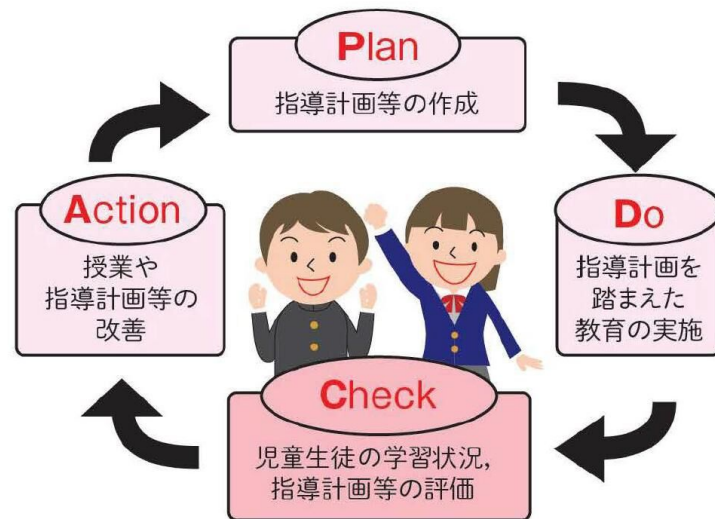 Plan
指導計画等の作成
Action
授業や
指導計画等の
改善
Do
指導計画を
踏まえた
教育の実施
Check
児童生徒の学習状況,
指導計画等の評価